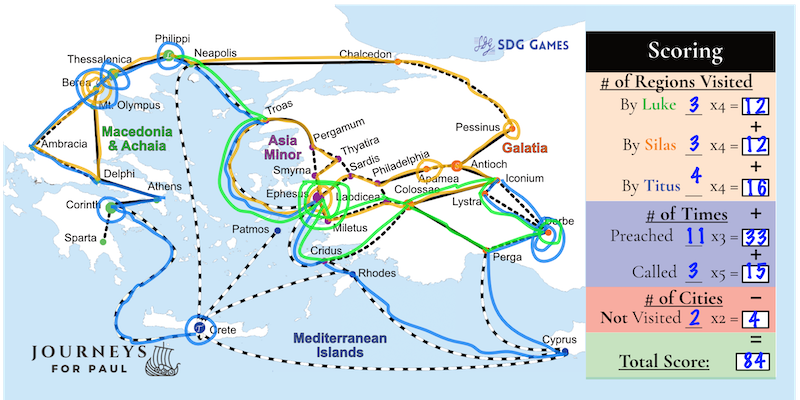 Philippi
Neapolis
Chalcedon
SDG GAMES
Thessalonica
Berea
Mt. Olympus
Troas
Macedonia
& Achaia
Ambracia
Delphi
Athens
Corinth
Sparta
Asia
Minor
Pergamum
Thyatira
Sardis
Smyrna
Philadelphia
Ephesus
Laodicea
Colossae
Apamea
Antioch
Pessinus
Galatia
Iconium
Lystra
Derbe
Miletus
Patmos
Cridus
Rhodes
Perga
Crete
Mediterranean
Islands
Cyprus
JOURNEYS
FOR PAUL
Scoring
# of Regions Visited
By Luke 3 x4 = 12
+
By Silas 3 x4 = 12
+
By Titus 4 x4 = 16
# of Times +
Preached 11 x3 = 33
+
Called 3 x5 = 15
# of Cities −
Not Visited 2 x2 = 4
=
Total Score: 84